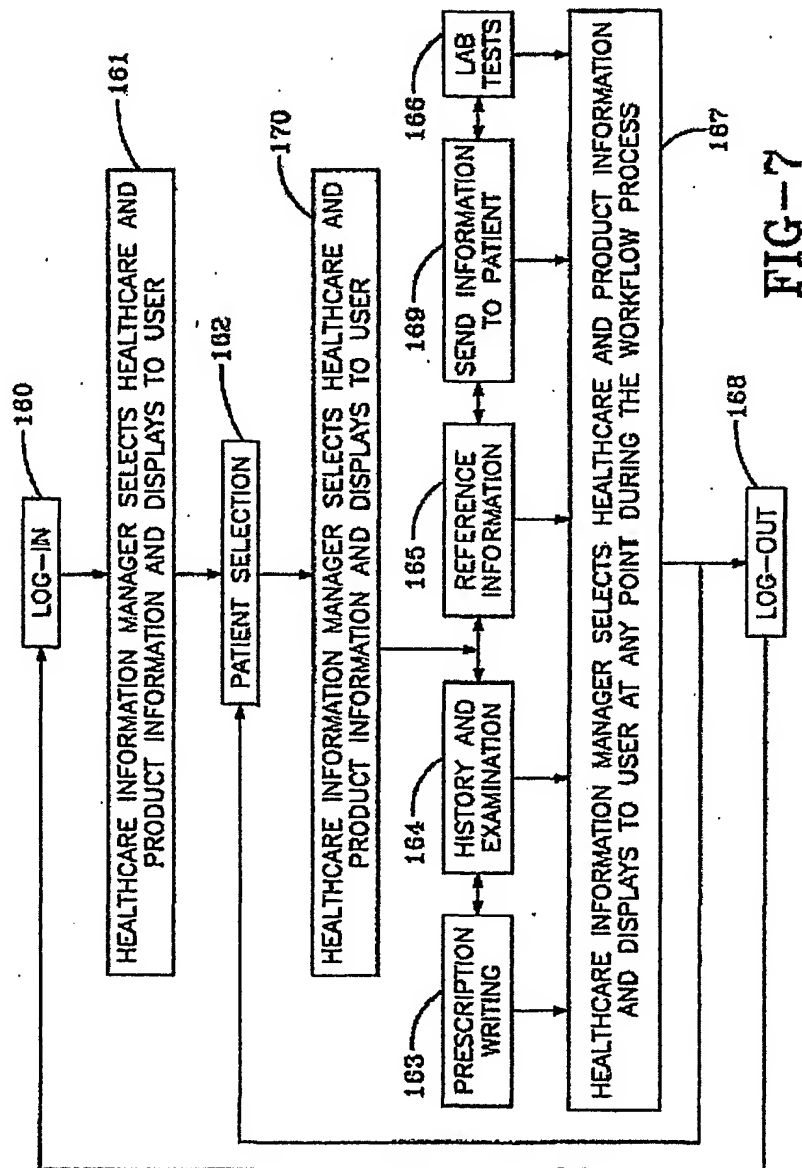 160
LOG-IN
161
HEALTHCARE INFORMATION MANAGER SELECTS HEALTHCARE AND
PRODUCT INFORMATION AND DISPLAYS TO USER
162
PATIENT SELECTION
170
HEALTHCARE INFORMATION MANAGER SELECTS HEALTHCARE AND
PRODUCT INFORMATION AND DISPLAYS TO USER
163
PRESCRIPTION
WRITING
164
HISTORY AND
EXAMINATION
165
REFERENCE
INFORMATION
169
SEND INFORMATION
TO PATIENT
166
LAB
TESTS
HEALTHCARE INFORMATION MANAGER SELECTS HEALTHCARE AND PRODUCT INFORMATION
AND DISPLAYS TO USER AT ANY POINT DURING THE WORKFLOW PROCESS
167
168
LOG-OUT
FIG-7